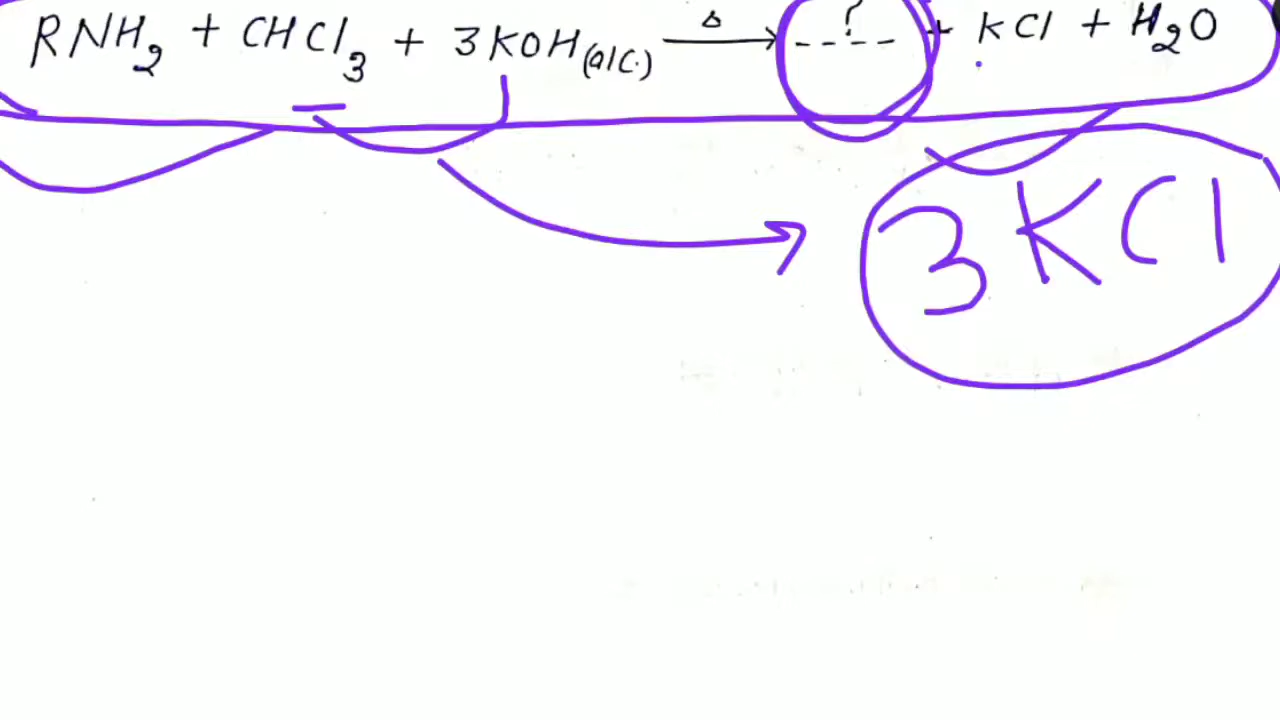 RNH2 + CHCl3 + 3KOH(alc.) Δ → ----?---- + KCl + H2O
3KCl